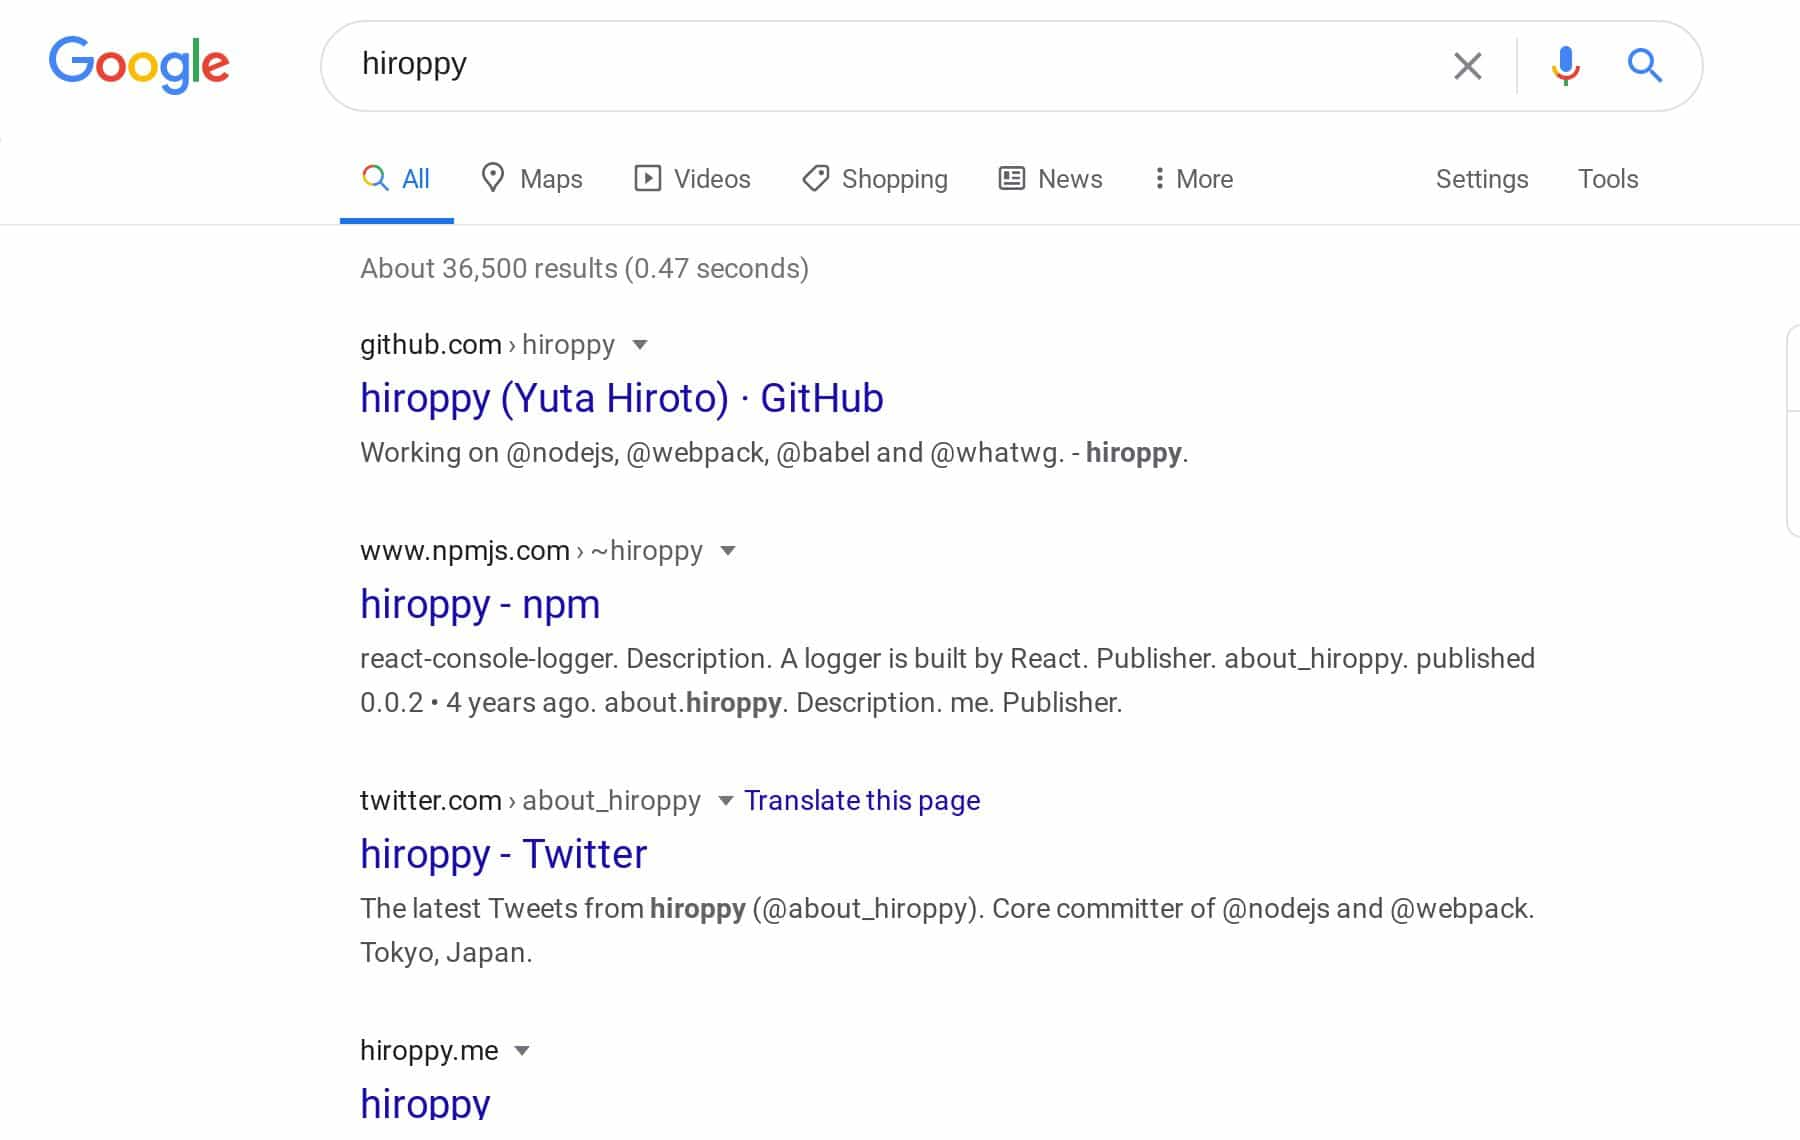 Google
hiroppy
All Maps Videos Shopping News More Settings Tools
About 36,500 results (0.47 seconds)
github.com › hiroppy
hiroppy (Yuta Hiroto) · GitHub
Working on @nodejs, @webpack, @babel and @whatwg. - hiroppy.
www.npmjs.com › ~hiroppy
hiroppy - npm
react-console-logger. Description. A logger is built by React. Publisher. about_hiroppy. published
0.0.2 • 4 years ago. about.hiroppy. Description. me. Publisher.
twitter.com › about_hiroppy Translate this page
hiroppy - Twitter
The latest Tweets from hiroppy (@about_hiroppy). Core committer of @nodejs and @webpack.
Tokyo, Japan.
hiroppy.me
hiroppy